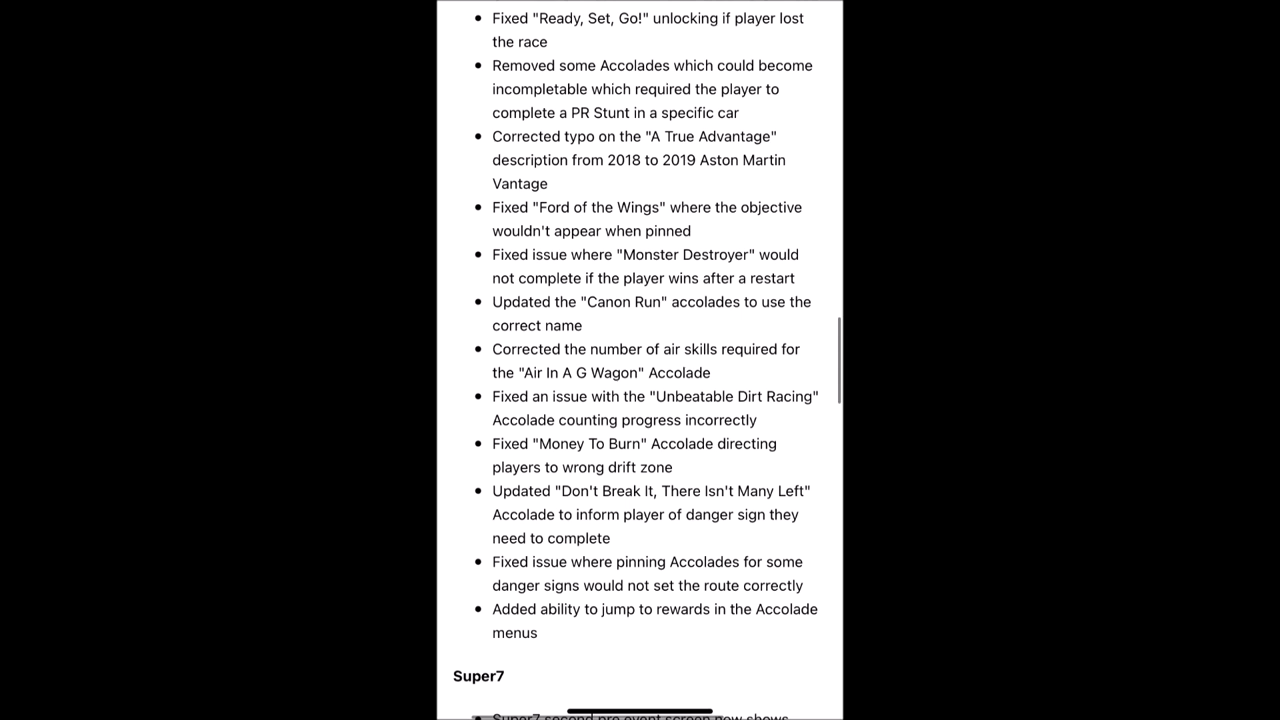 Fixed "Ready, Set, Go!" unlocking if player lost
the race
Removed some Accolades which could become
incompletable which required the player to
complete a PR Stunt in a specific car
Corrected typo on the "A True Advantage"
description from 2018 to 2019 Aston Martin
Vantage
Fixed "Ford of the Wings" where the objective
wouldn't appear when pinned
Fixed issue where "Monster Destroyer" would
not complete if the player wins after a restart
Updated the "Canon Run" accolades to use the
correct name
Corrected the number of air skills required for
the "Air In A G Wagon" Accolade
Fixed an issue with the "Unbeatable Dirt Racing"
Accolade counting progress incorrectly
Fixed "Money To Burn" Accolade directing
players to wrong drift zone
Updated "Don't Break It, There Isn't Many Left"
Accolade to inform player of danger sign they
need to complete
Fixed issue where pinning Accolades for some
danger signs would not set the route correctly
Added ability to jump to rewards in the Accolade
menus
Super7
Super7 second pre event screen now shows